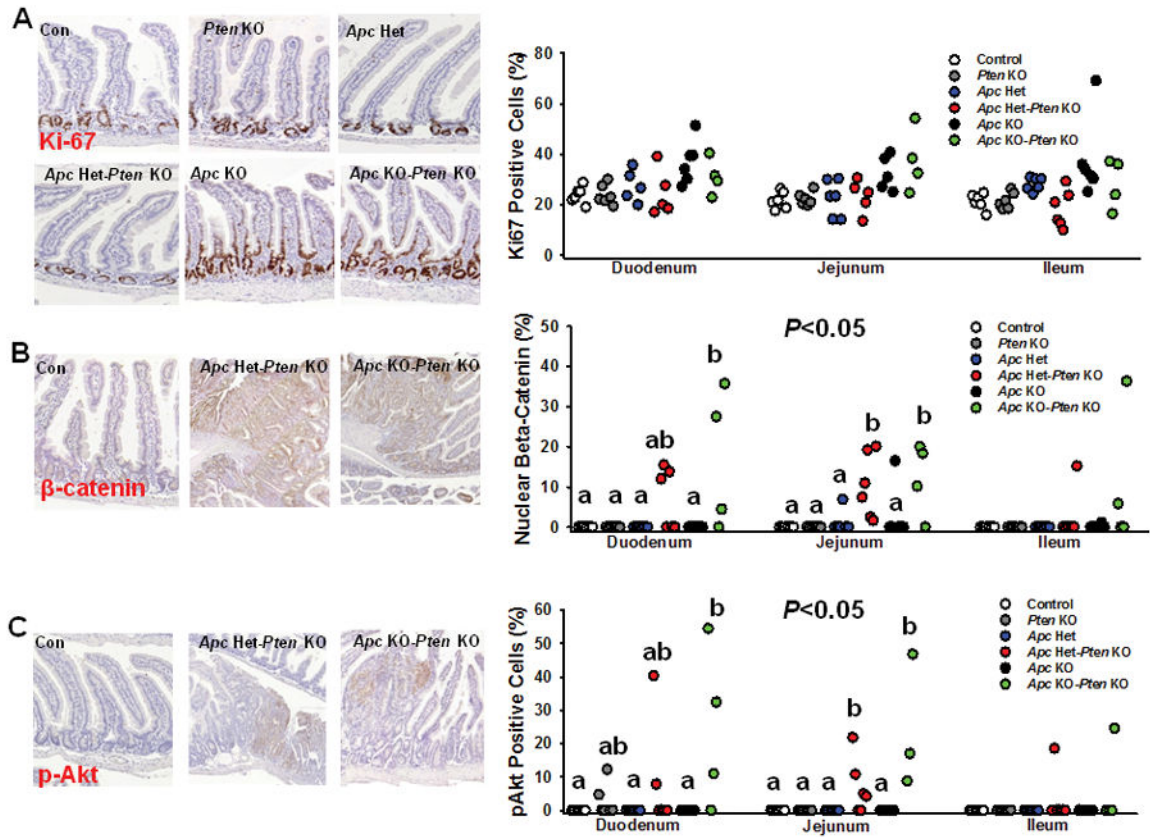 A
Con
Pten KO
Apc Het
Ki-67
Apc Het-Pten KO
Apc KO
Apc KO-Pten KO
Ki67 Positive Cells (%)
80
60
40
20
0
Control
Pten KO
Apc Het
Apc Het-Pten KO
Apc KO
Apc KO-Pten KO
Duodenum
Jejunum
Ileum
B
Con
Apc Het-Pten KO
Apc KO-Pten KO
β-catenin
Nuclear Beta-Catenin (%)
50
40
30
20
10
0
P<0.05
Control
Pten KO
Apc Het
Apc Het-Pten KO
Apc KO
Apc KO-Pten KO
a a a ab a b
a a a b a b
Duodenum
Jejunum
Ileum
C
Con
Apc Het-Pten KO
Apc KO-Pten KO
p-Akt
pAkt Positive Cells (%)
60
50
40
30
20
10
0
P<0.05
Control
Pten KO
Apc Het
Apc Het-Pten KO
Apc KO
Apc KO-Pten KO
a ab a ab a b
a a a b a b
Duodenum
Jejunum
Ileum